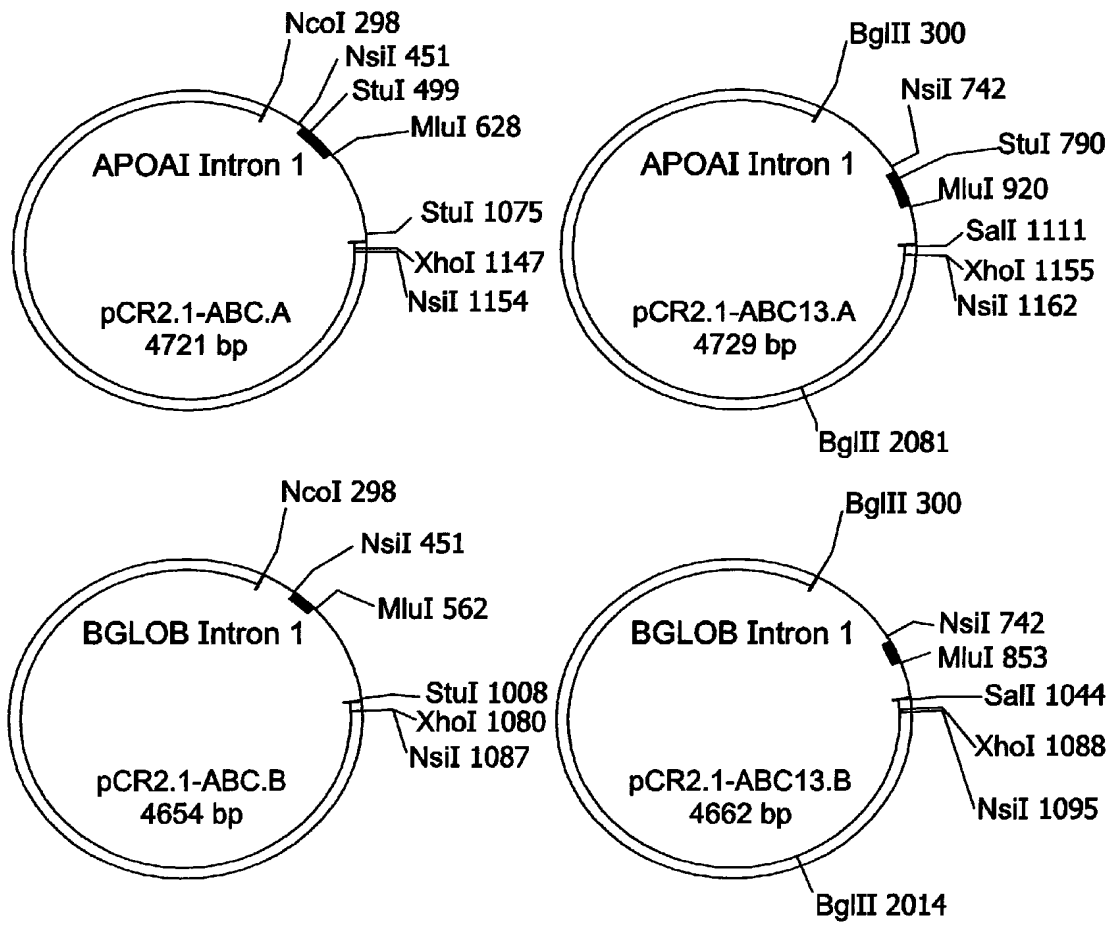 NcoI 298
NsiI 451
StuI 499
MluI 628
APOAI Intron 1
StuI 1075
XhoI 1147
NsiI 1154
pCR2.1-ABC.A
4721 bp
BglII 300
NsiI 742
StuI 790
APOAI Intron 1
MluI 920
SalI 1111
XhoI 1155
NsiI 1162
pCR2.1-ABC13.A
4729 bp
BglII 2081
NcoI 298
NsiI 451
MluI 562
BGLOB Intron 1
StuI 1008
XhoI 1080
NsiI 1087
pCR2.1-ABC.B
4654 bp
BglII 300
NsiI 742
BGLOB Intron 1
MluI 853
SalI 1044
XhoI 1088
pCR2.1-ABC13.B
NsiI 1095
4662 bp
BglII 2014